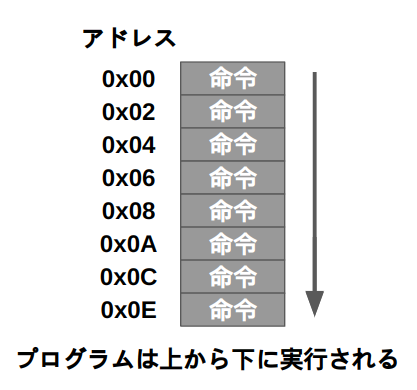 アドレス
0x00 命令
0x02 命令
0x04 命令
0x06 命令
0x08 命令
0x0A 命令
0x0C 命令
0x0E 命令
プログラムは上から下に実行される